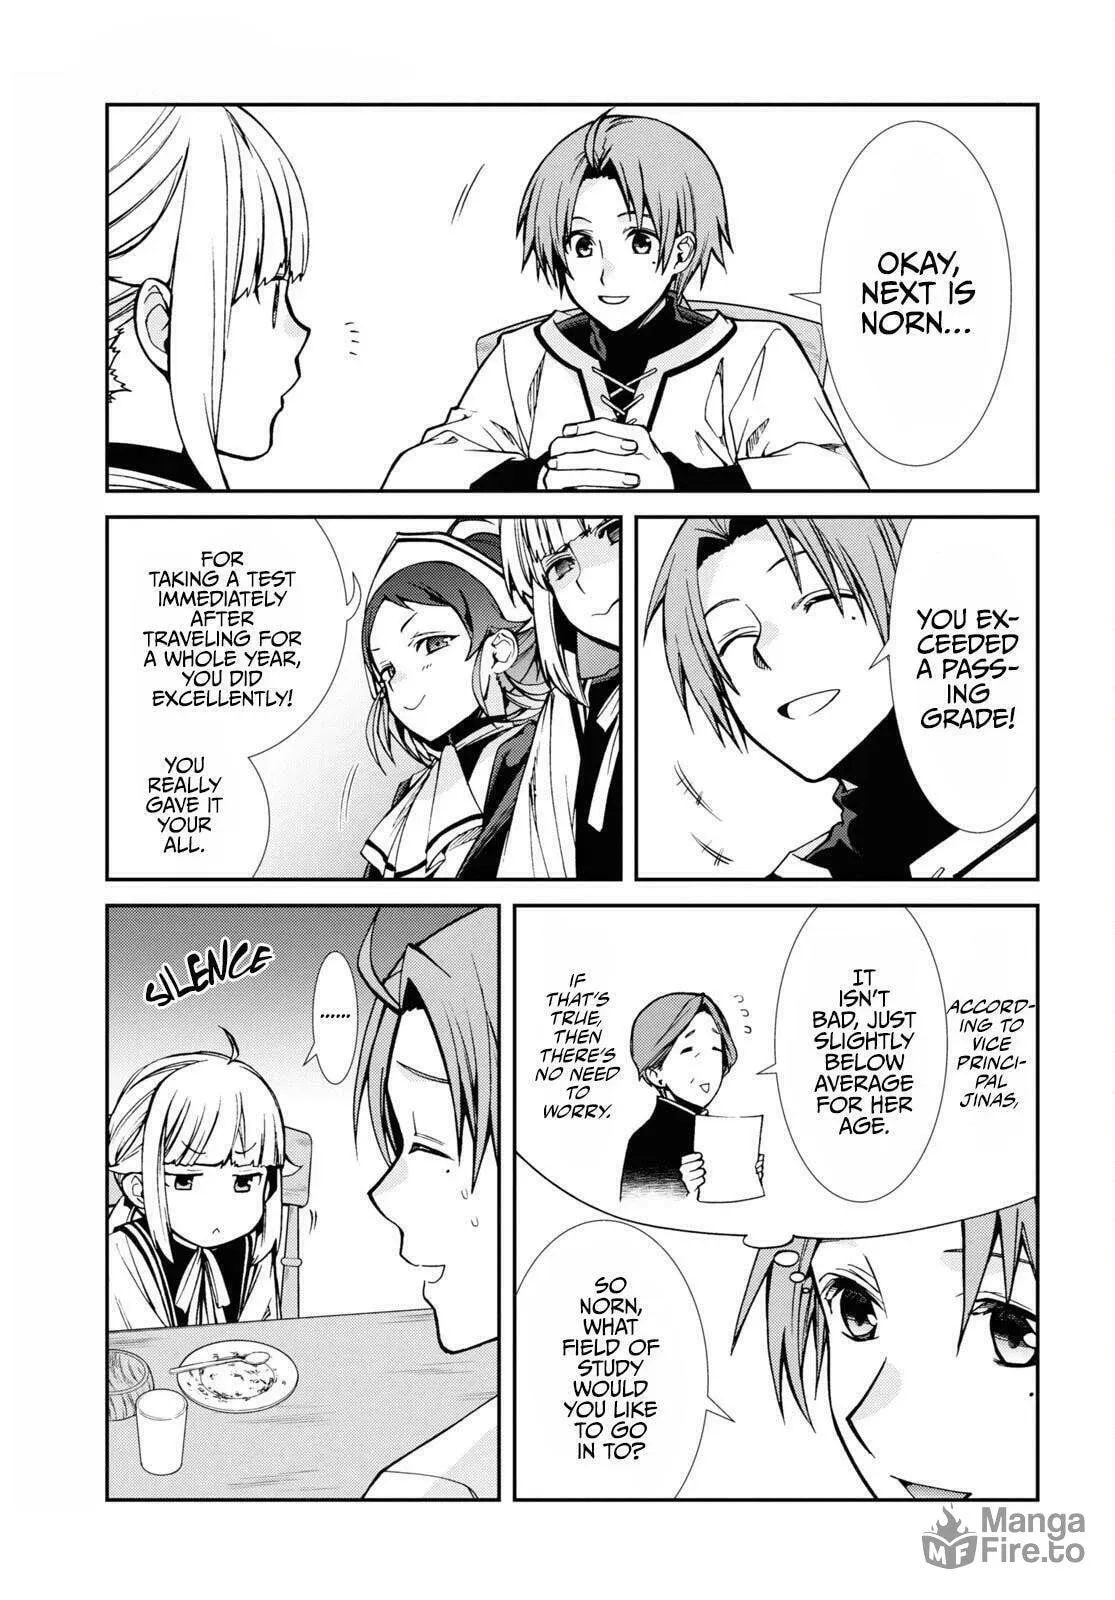 OKAY,
NEXT IS
NORN...
YOU EX-
CEEDED
A PASS-
ING
GRADE!
FOR
TAKING A TEST
IMMEDIATELY
AFTER
TRAVELING FOR
A WHOLE YEAR,
YOU DID
EXCELLENTLY!
YOU
REALLY
GAVE IT
YOUR
ALL.
ACCORD-
ING TO
VICE
PRINCI-
PAL
JINAS,
IT
ISN'T
BAD, JUST
SLIGHTLY
BELOW
AVERAGE
FOR HER
AGE.
IF
THAT'S
TRUE,
THEN
THERE'S
NO NEED
TO
WORRY.
SO
NORN,
WHAT
FIELD OF
STUDY
WOULD
YOU LIKE
TO GO
IN TO?
SILENCE
......
Manga
Fire.to
MF